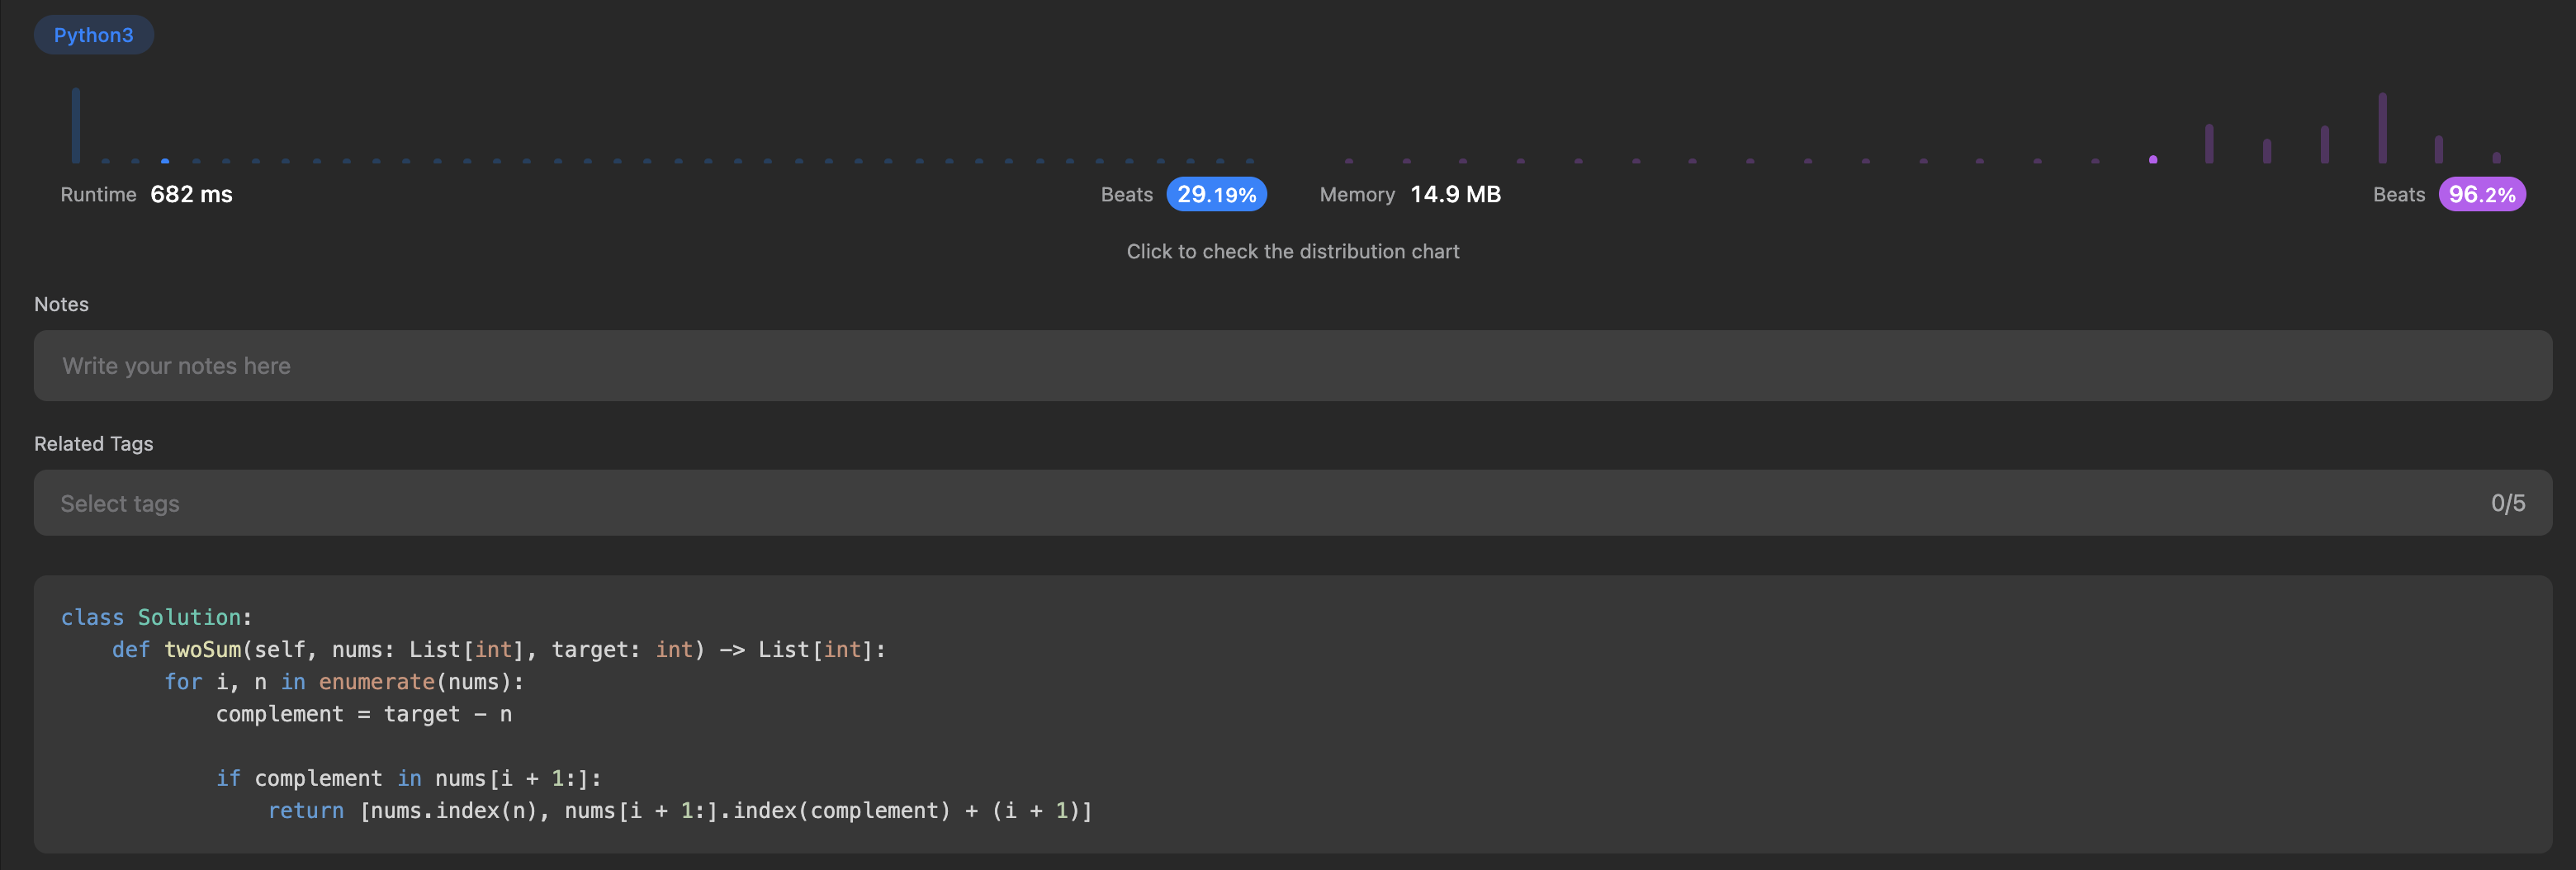 Python3
Runtime 682 ms Beats 29.19% Memory 14.9 MB Beats 96.2%
Click to check the distribution chart
Notes
Write your notes here
Related Tags
Select tags 0/5
class Solution:
    def twoSum(self, nums: List[int], target: int) -> List[int]:
        for i, n in enumerate(nums):
            complement = target - n

            if complement in nums[i + 1:]:
                return [nums.index(n), nums[i + 1:].index(complement) + (i + 1)]